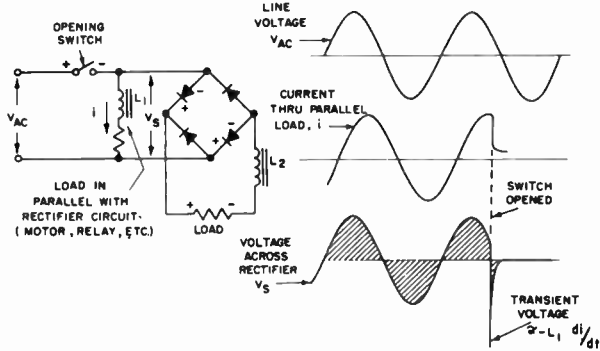 OPENING
SWITCH
+ -
V_AC
i
L₁
V_S
- +
+ -
L2
LOAD IN
PARALLEL WITH
RECTIFIER CIRCUIT-
(MOTOR, RELAY, ETC.)
+ -
LOAD
LINE
VOLTAGE
V_AC
CURRENT
THRU PARALLEL
LOAD, i
SWITCH
OPENED
VOLTAGE
ACROSS
RECTIFIER
V_S
TRANSIENT
VOLTAGE
≈-L₁ di/dt